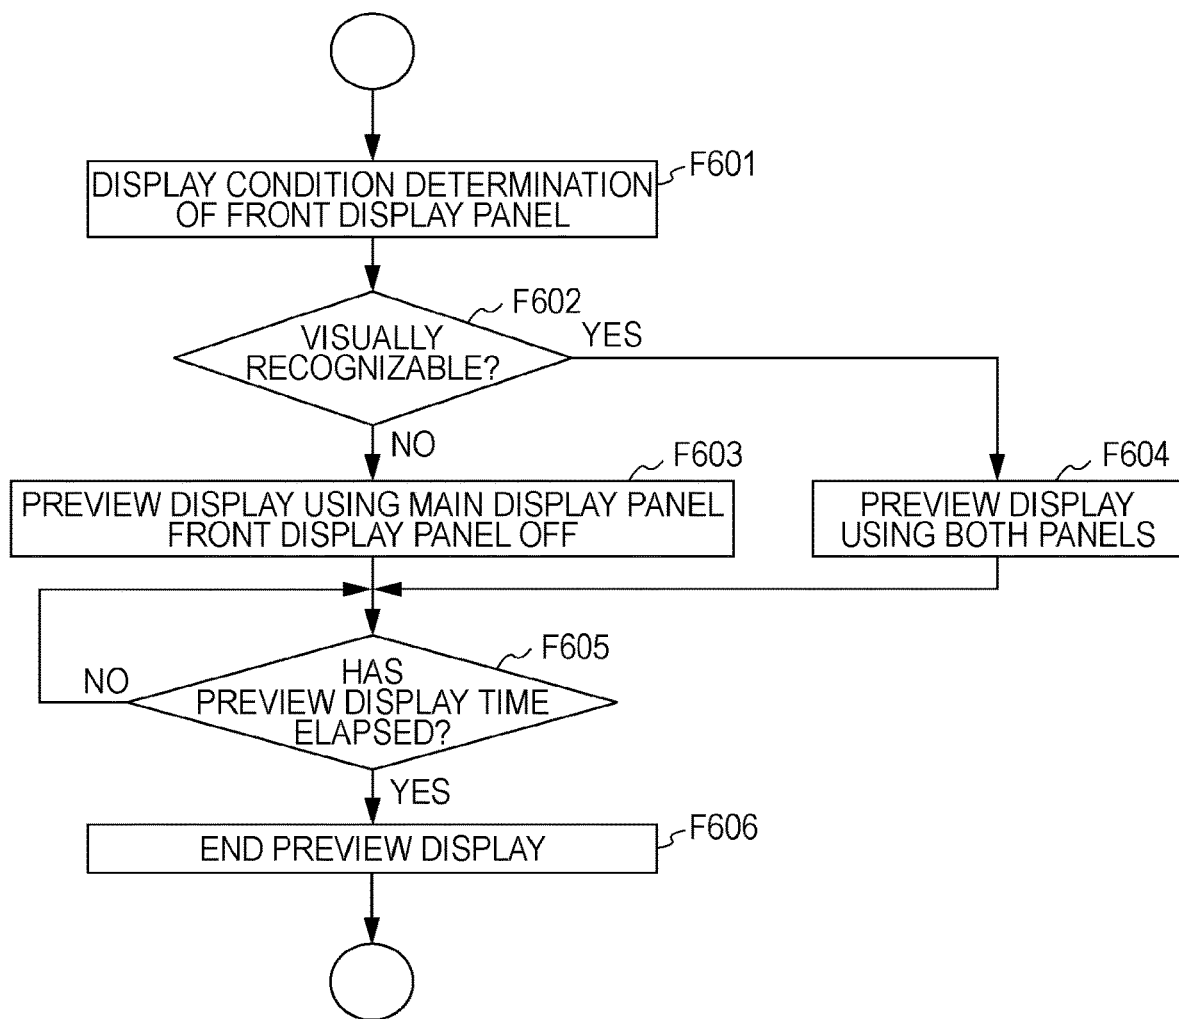 F601
DISPLAY CONDITION DETERMINATION
OF FRONT DISPLAY PANEL
F602
VISUALLY
RECOGNIZABLE?
YES
NO
F603
PREVIEW DISPLAY USING MAIN DISPLAY PANEL
FRONT DISPLAY PANEL OFF
F604
PREVIEW DISPLAY
USING BOTH PANELS
F605
HAS
PREVIEW DISPLAY TIME
ELAPSED?
NO
YES
F606
END PREVIEW DISPLAY